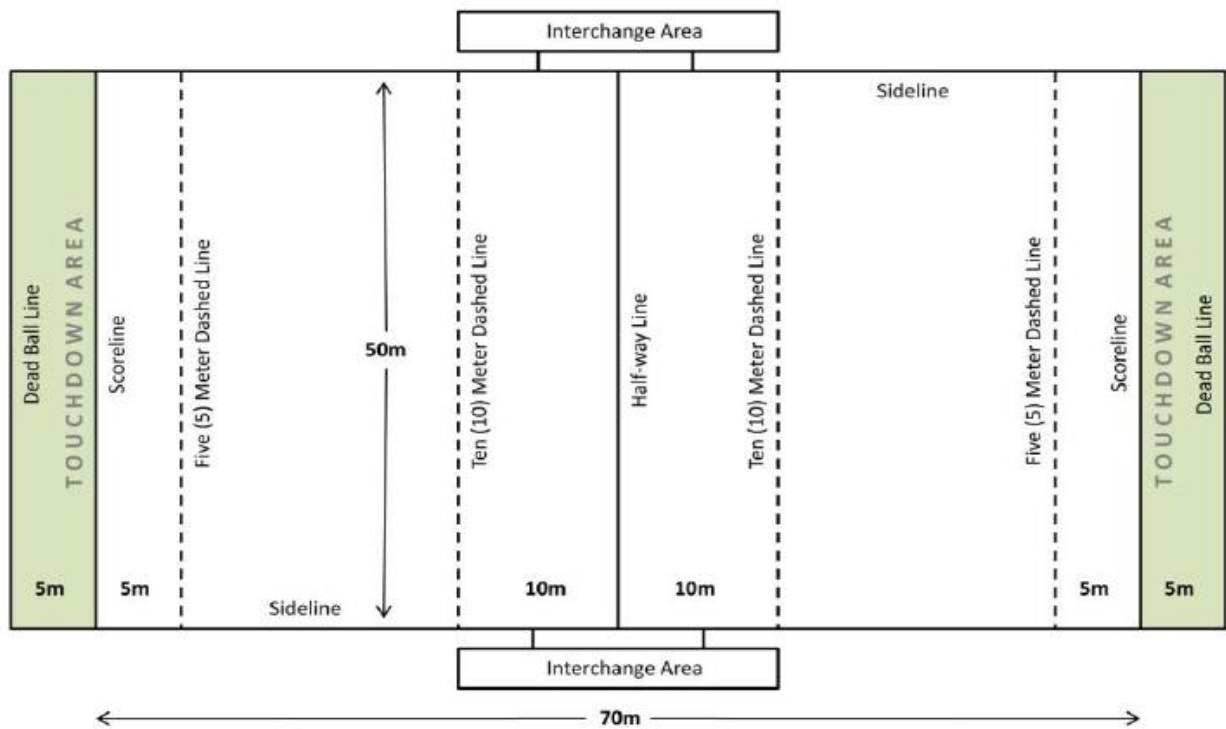 Interchange Area
Sideline
Dead Ball Line
TOUCHDOWN AREA
Scoreline
Five (5) Meter Dashed Line
50m
Ten (10) Meter Dashed Line
Half-way Line
Ten (10) Meter Dashed Line
Five (5) Meter Dashed Line
Scoreline
TOUCHDOWN AREA
Dead Ball Line
5m
5m
10m
10m
5m
5m
Sideline
Interchange Area
70m